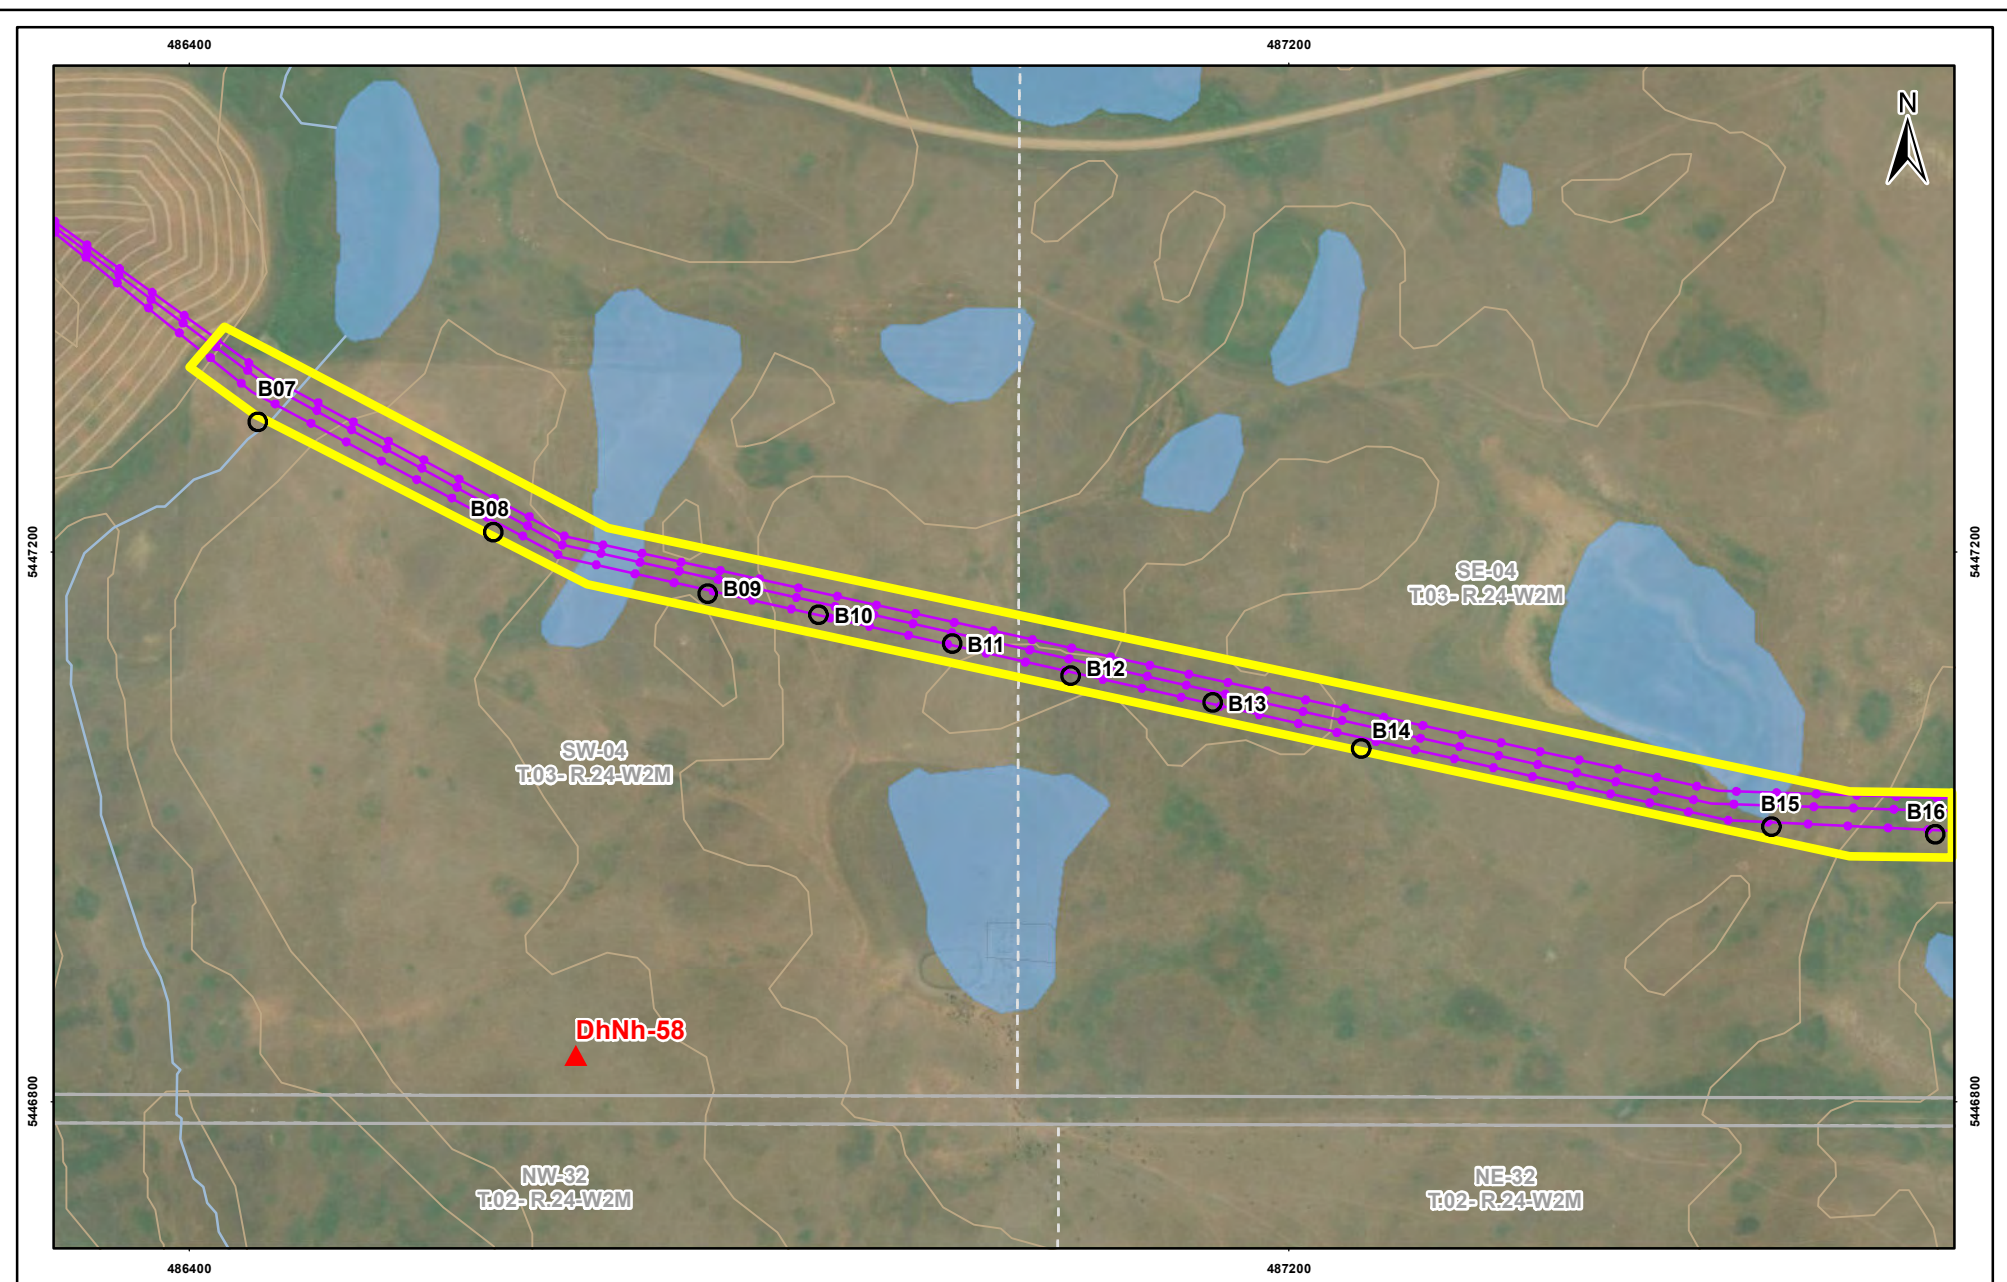 486400
487200
N
B07
B08
5447200
5447200
SE-04
T.03- R.24-W2M
B09
B10
B11
B12
B13
B14
SW-04
T.03- R.24-W2M
B15
B16
DhNh-58
5446800
5446800
NW-32
T.02- R.24-W2M
NE-32
T.02- R.24-W2M
486400
487200